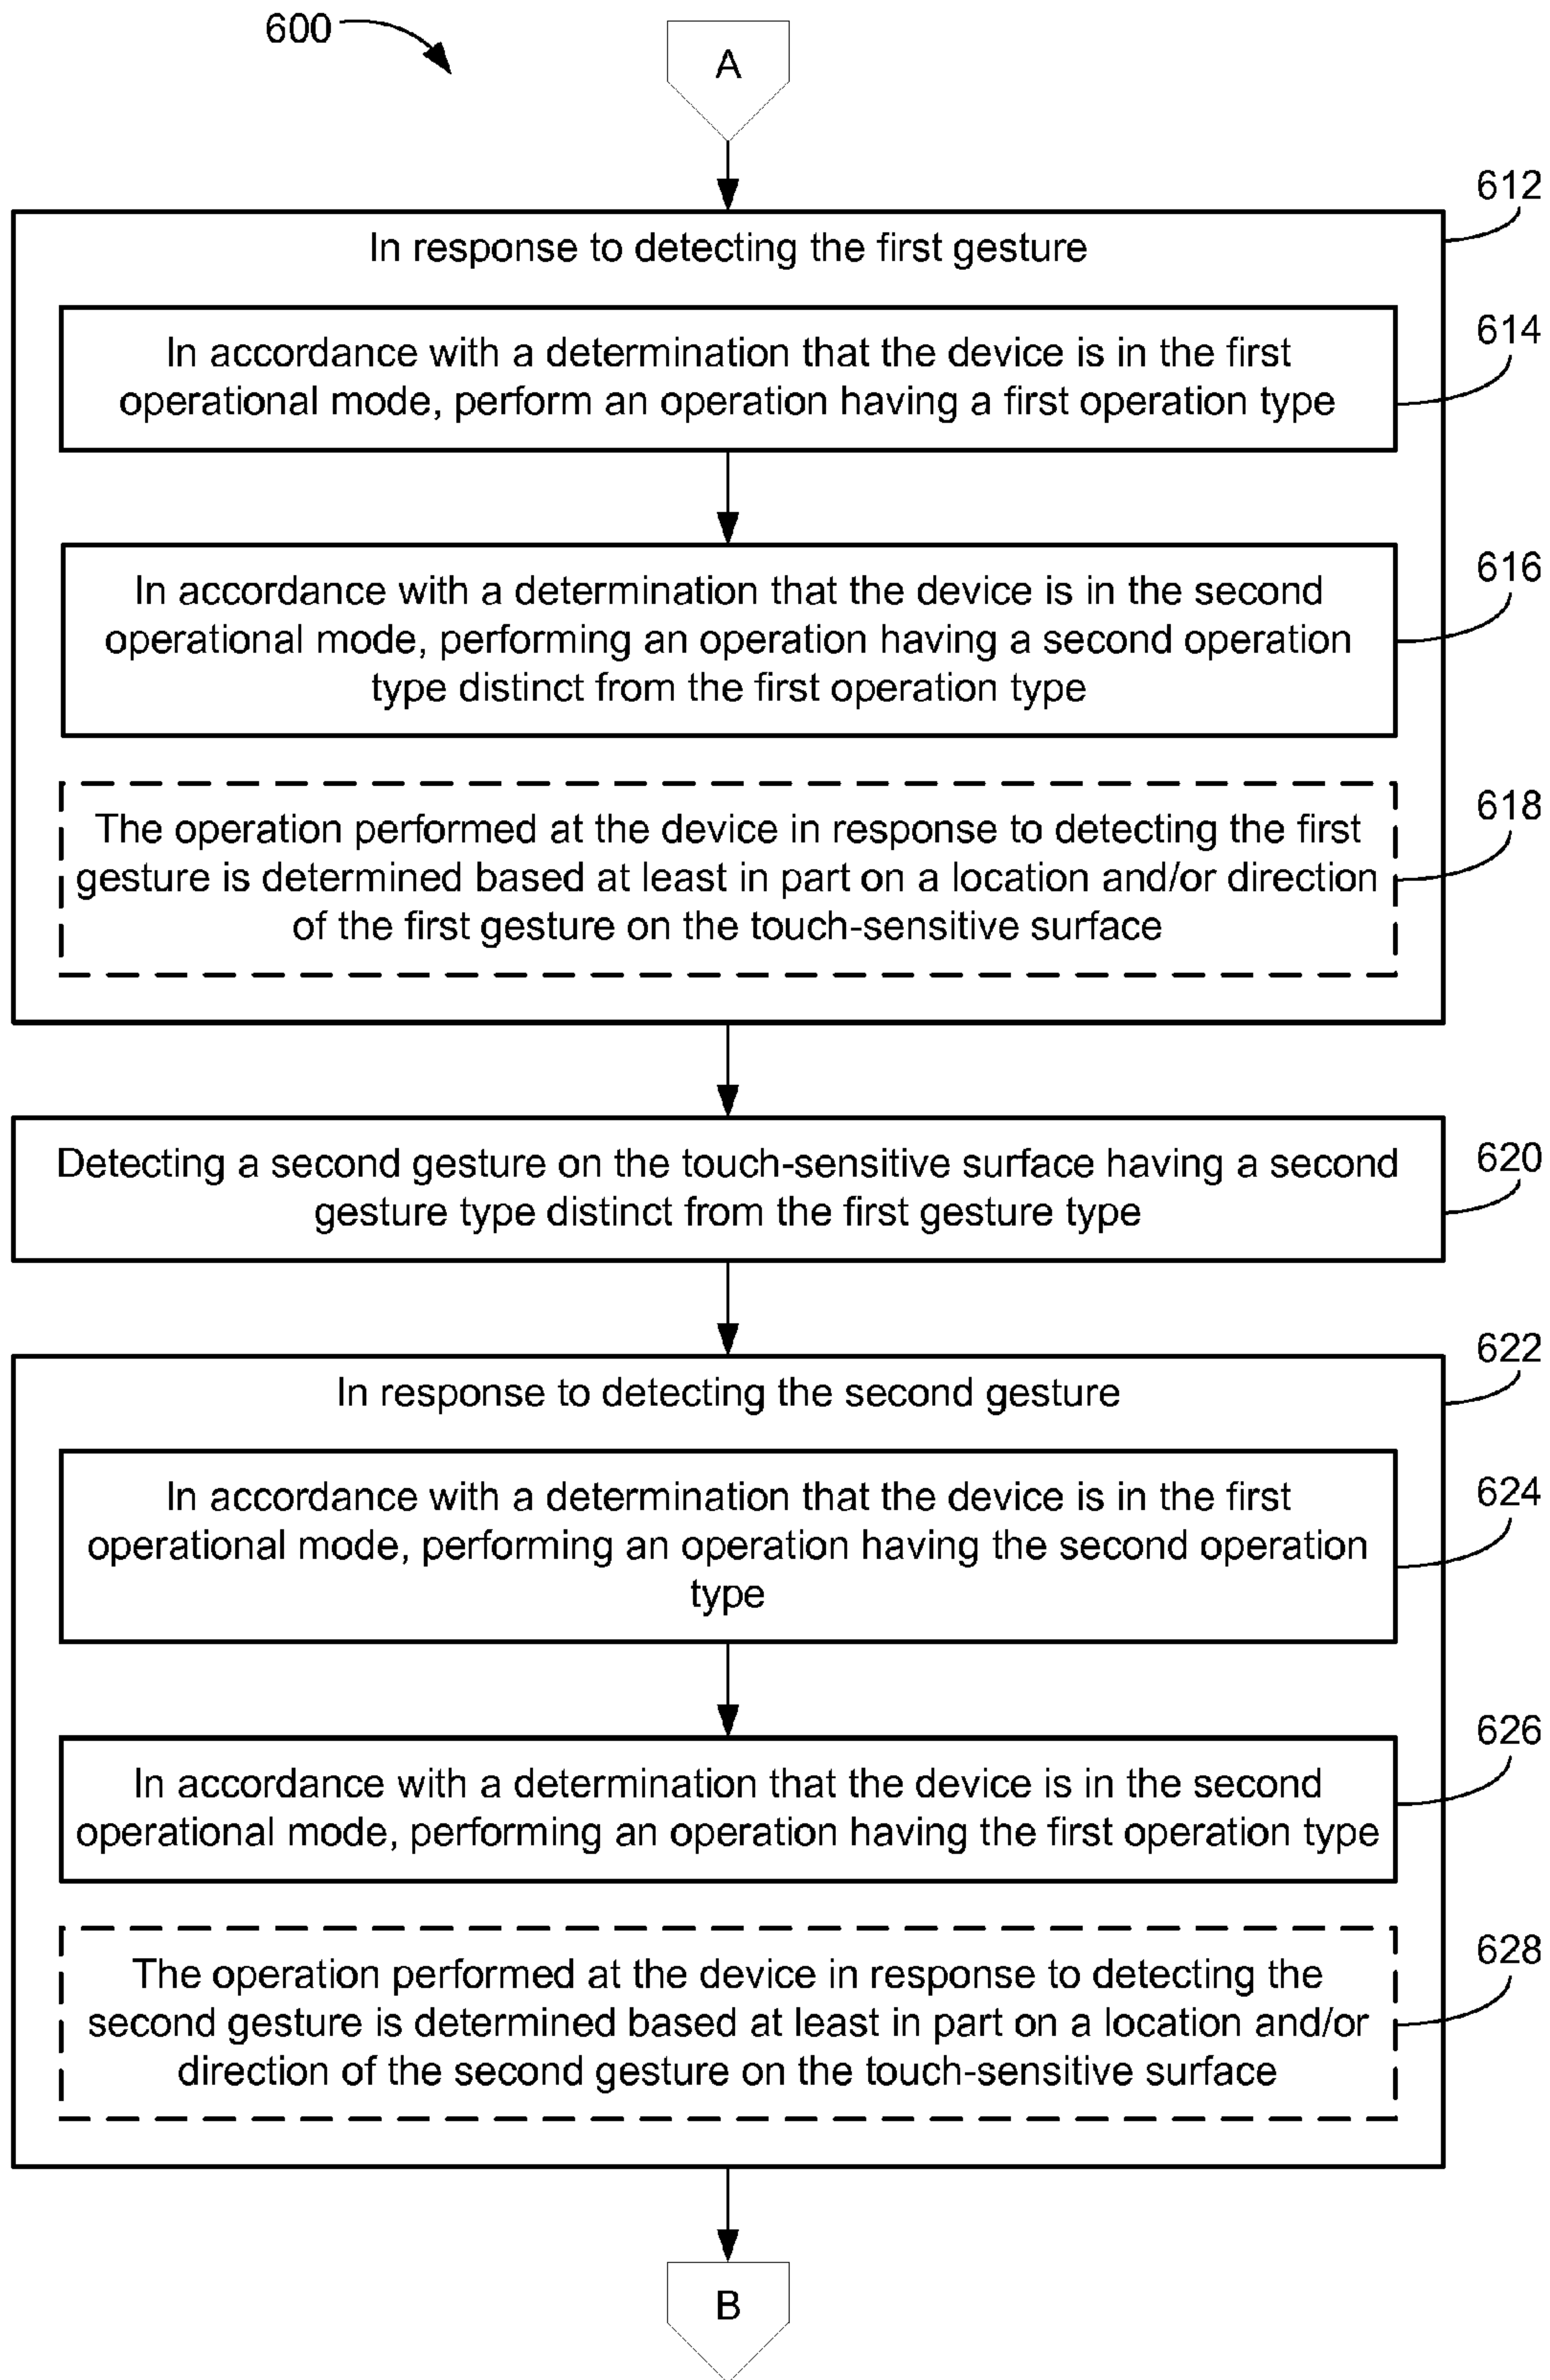 600
A
612
In response to detecting the first gesture
614
In accordance with a determination that the device is in the first
operational mode, perform an operation having a first operation type
616
In accordance with a determination that the device is in the second
operational mode, performing an operation having a second operation
type distinct from the first operation type
618
The operation performed at the device in response to detecting the first
gesture is determined based at least in part on a location and/or direction
of the first gesture on the touch-sensitive surface
620
Detecting a second gesture on the touch-sensitive surface having a second
gesture type distinct from the first gesture type
622
In response to detecting the second gesture
624
In accordance with a determination that the device is in the first
operational mode, performing an operation having the second operation
type
626
In accordance with a determination that the device is in the second
operational mode, performing an operation having the first operation type
628
The operation performed at the device in response to detecting the
second gesture is determined based at least in part on a location and/or
direction of the second gesture on the touch-sensitive surface
B